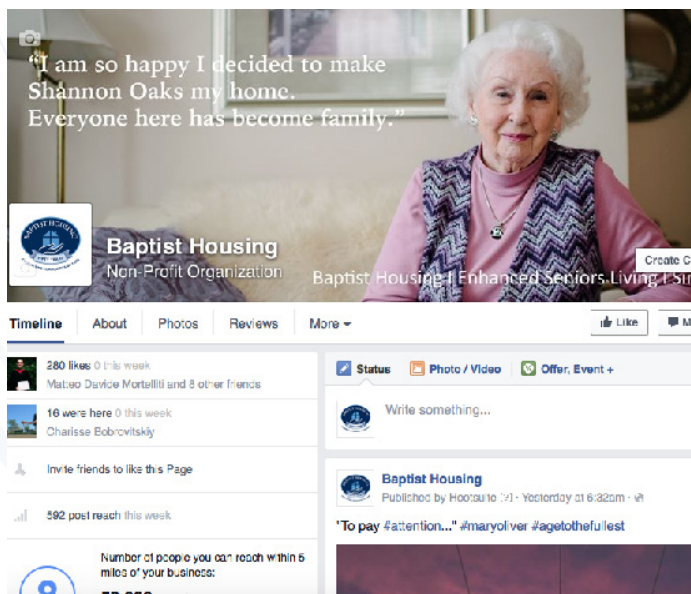 “I am so happy I decided to make
Shannon Oaks my home.
Everyone here has become family.”
BAPTIST HOUSING
Baptist Housing
Non-Profit Organization
Create C
Baptist Housing | Enhanced Seniors Living | Sin
Timeline
About
Photos
Reviews
More
Like
M
280 likes 0 this week
Matteo Davide Mortelliti and 8 other friends
16 were here 0 this week
Charisse Bobrovitskiy
Invite friends to like this Page
592 post reach this week
Number of people you can reach within 5
miles of your business:
Status
Photo / Video
Offer, Event +
Write something...
Baptist Housing
Published by Hootsuite [?] · Yesterday at 6:32am ·
"To pay #attention..." #maryoliver #agetothefullest